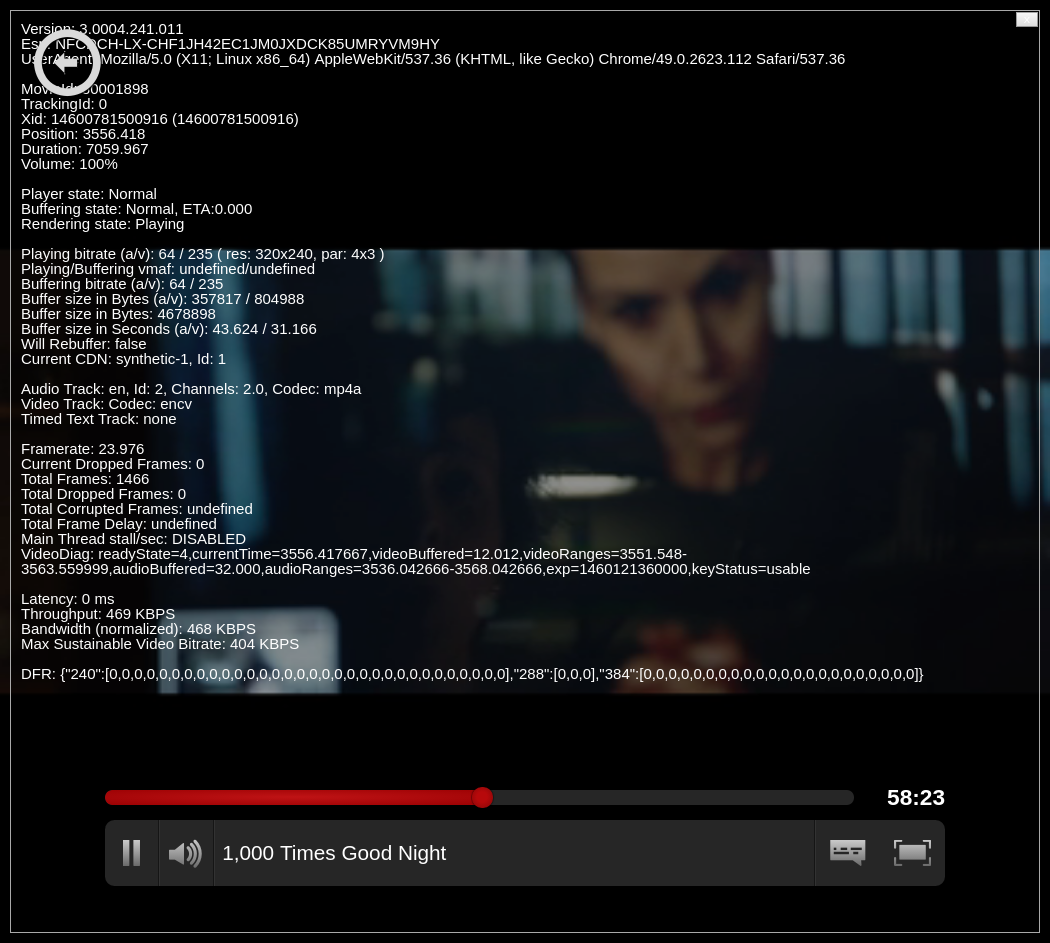 Version: 3.0004.241.011
Esn: NFCDCH-LX-CHF1JH42EC1JM0JXDCK85UMRYVM9HY
UserAgent: Mozilla/5.0 (X11; Linux x86_64) AppleWebKit/537.36 (KHTML, like Gecko) Chrome/49.0.2623.112 Safari/537.36
MovieId: 80001898
TrackingId: 0
Xid: 14600781500916 (14600781500916)
Position: 3556.418
Duration: 7059.967
Volume: 100%
Player state: Normal
Buffering state: Normal, ETA:0.000
Rendering state: Playing
Playing bitrate (a/v): 64 / 235 ( res: 320x240, par: 4x3 )
Playing/Buffering vmaf: undefined/undefined
Buffering bitrate (a/v): 64 / 235
Buffer size in Bytes (a/v): 357817 / 804988
Buffer size in Bytes: 4678898
Buffer size in Seconds (a/v): 43.624 / 31.166
Will Rebuffer: false
Current CDN: synthetic-1, Id: 1
Audio Track: en, Id: 2, Channels: 2.0, Codec: mp4a
Video Track: Codec: encv
Timed Text Track: none
Framerate: 23.976
Current Dropped Frames: 0
Total Frames: 1466
Total Dropped Frames: 0
Total Corrupted Frames: undefined
Total Frame Delay: undefined
Main Thread stall/sec: DISABLED
VideoDiag: readyState=4,currentTime=3556.417667,videoBuffered=12.012,videoRanges=3551.548-
3563.559999,audioBuffered=32.000,audioRanges=3536.042666-3568.042666,exp=1460121360000,keyStatus=usable
Latency: 0 ms
Throughput: 469 KBPS
Bandwidth (normalized): 468 KBPS
Max Sustainable Video Bitrate: 404 KBPS
DFR: {"240":[0,0,0,0,0,0,0,0,0,0,0,0,0,0,0,0,0,0,0,0,0,0,0,0,0,0,0,0,0,0,0,0],"288":[0,0,0],"384":[0,0,0,0,0,0,0,0,0,0,0,0,0,0,0,0,0,0,0,0,0,0]}
58:23
1,000 Times Good Night